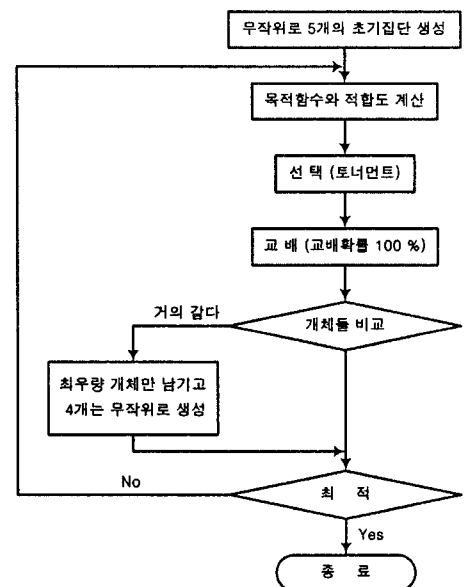 무작위로 5개의 초기집단 생성
목적함수와 적합도 계산
선 택 (토너먼트)
교 배 (교배확률 100 %)
개체들 비교
거의 같다
최우량 개체만 남기고
4개는 무작위로 생성
최 적
No
Yes
종 료